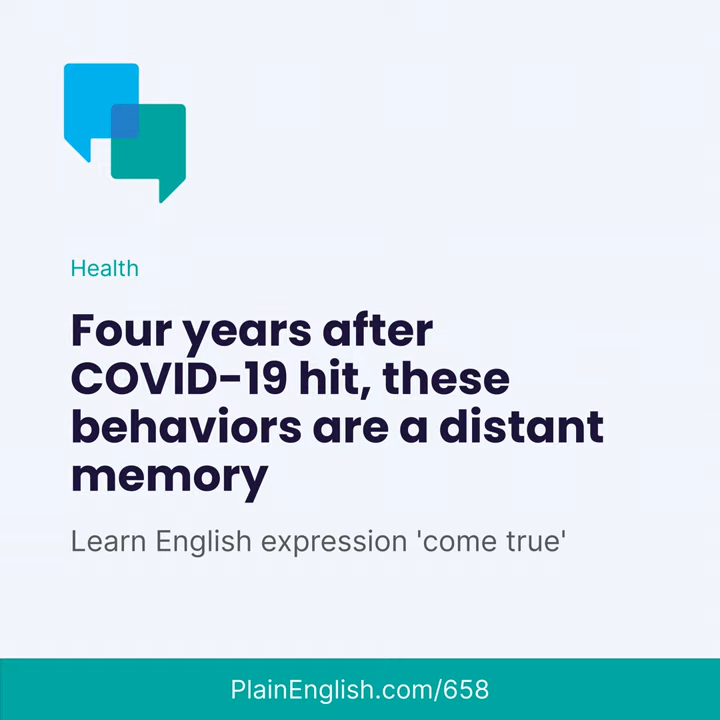 Health
Four years after
COVID-19 hit, these
behaviors are a distant
memory
Learn English expression 'come true'
PlainEnglish.com/658